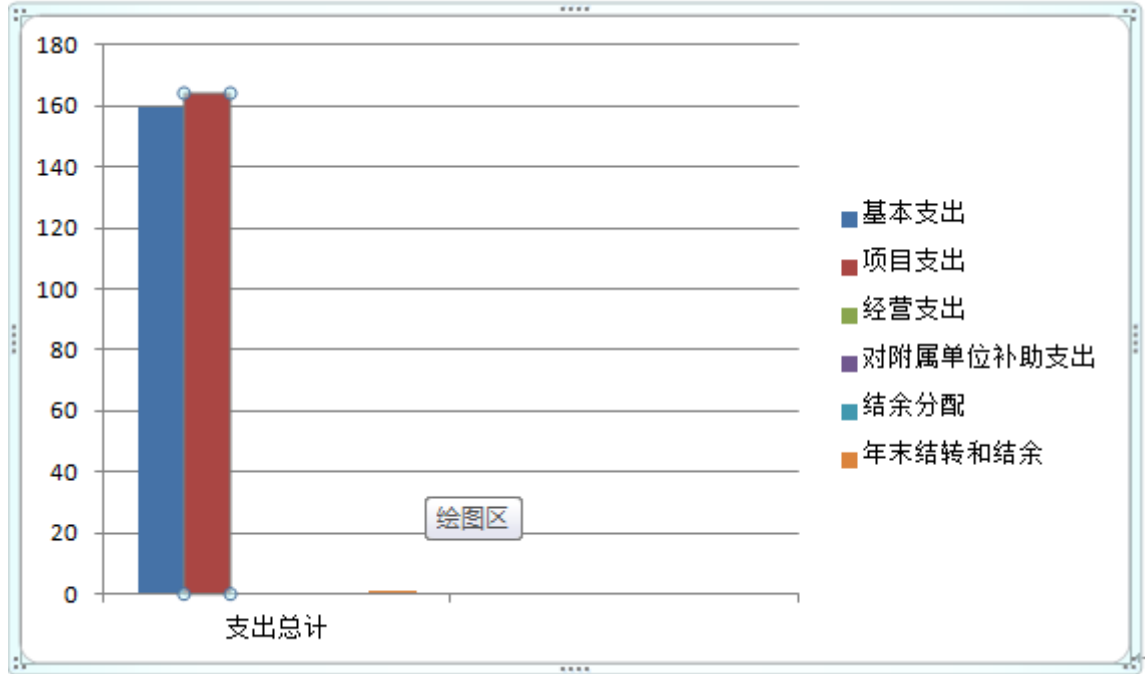 180
160
140
120
100
80
60
40
20
0
支出总计
绘图区
基本支出
项目支出
经营支出
对附属单位补助支出
结余分配
年末结转和结余